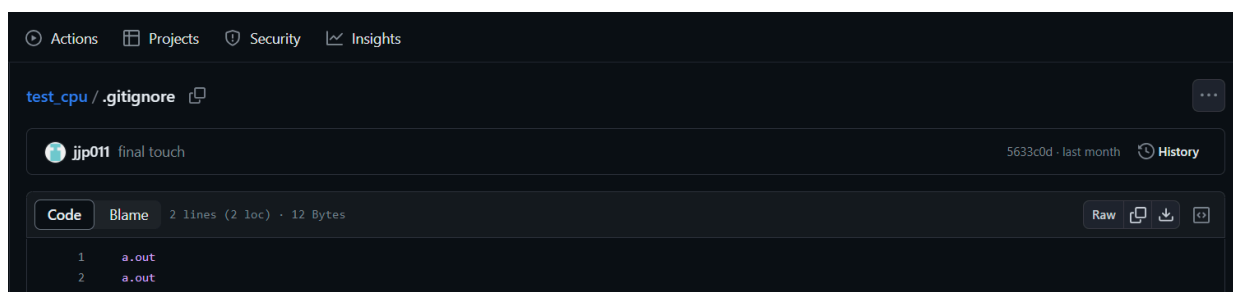 Actions Projects Security Insights
test_cpu / .gitignore
...
jjp011 final touch 5633c0d · last month History
Code Blame 2 lines (2 loc) · 12 Bytes Raw
1 a.out
2 a.out